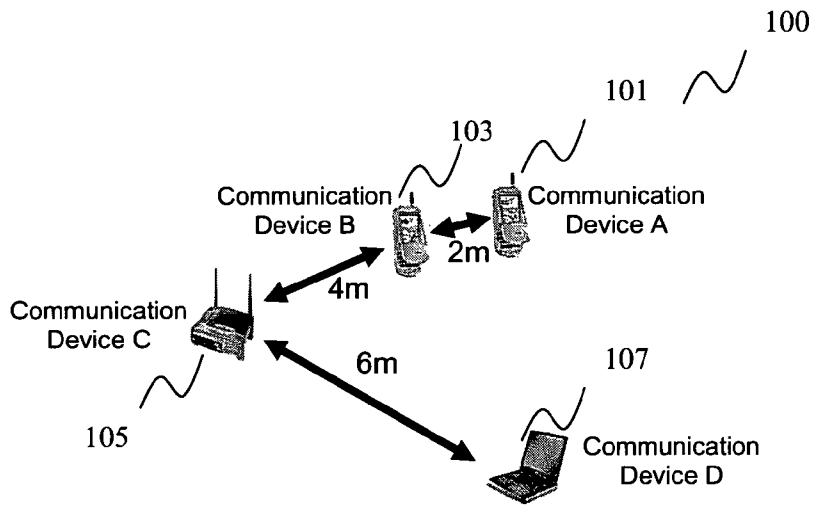 100
101
103
Communication
Device B
Communication
Device A
2m
4m
Communication
Device C
6m
107
105
Communication
Device D